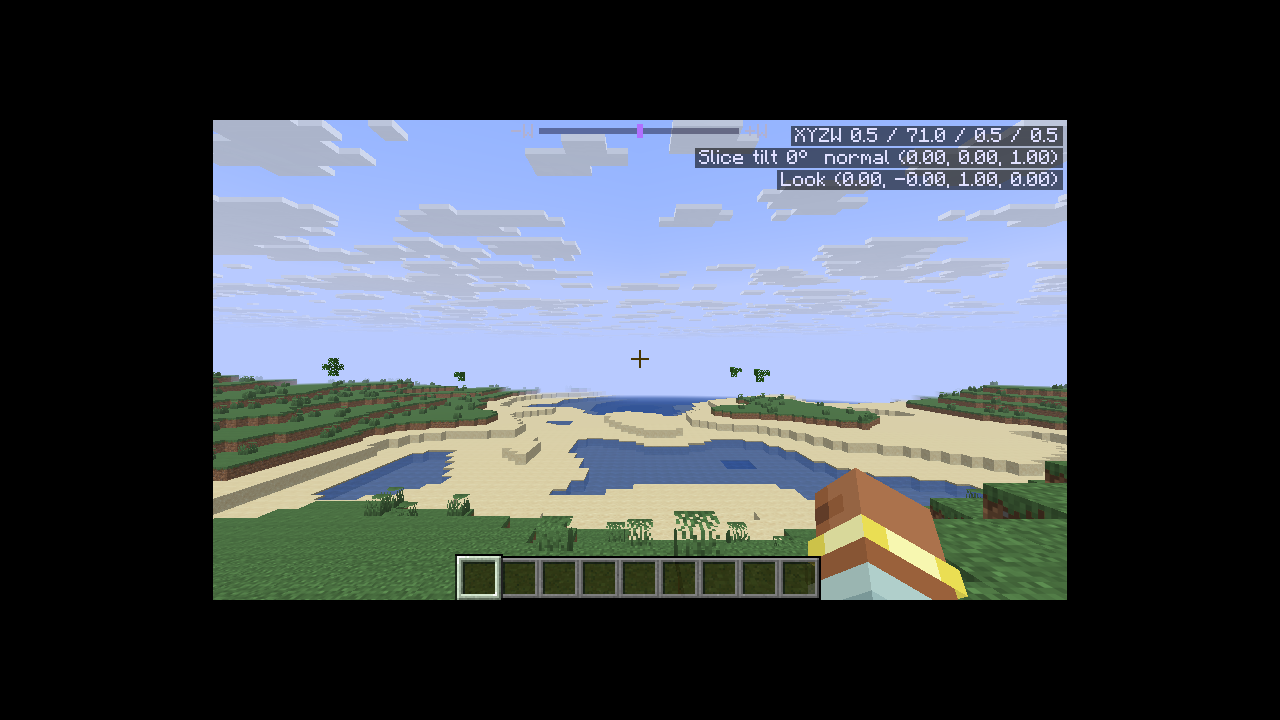 XYZW 0.5 / 71.0 / 0.5 / 0.5
Slice tilt 0° normal (0.00, 0.00, 1.00)
Look (0.00, -0.00, 1.00, 0.00)